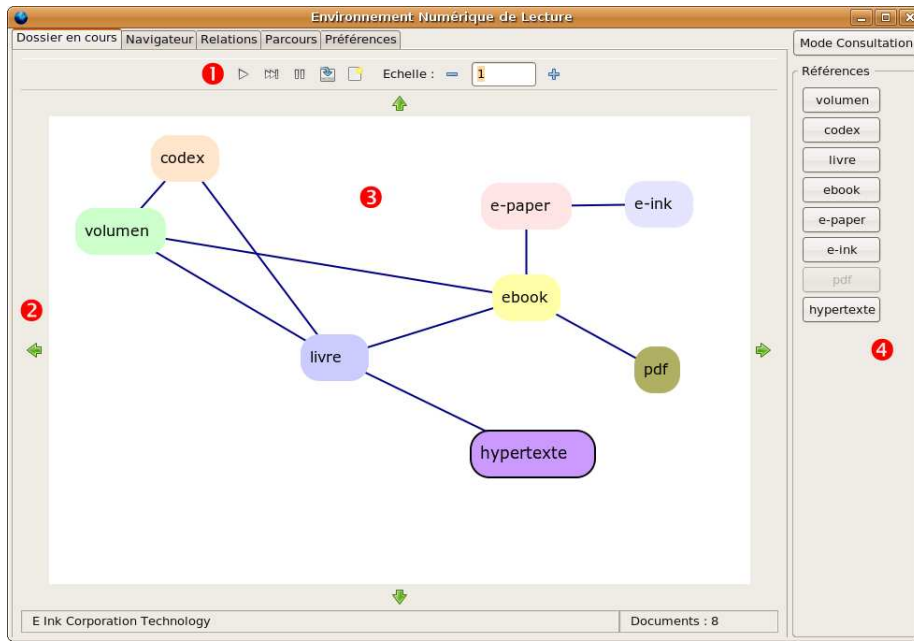 Environnement Numérique de Lecture
Dossier en cours Navigateur Relations Parcours Préférences
Mode Consultation
1 Echelle : 1
Références
volumen
codex
livre
ebook
e-paper
e-ink
pdf
hypertexte
4
codex
3
e-paper
e-ink
volumen
2
ebook
livre
pdf
hypertexte
E Ink Corporation Technology
Documents : 8